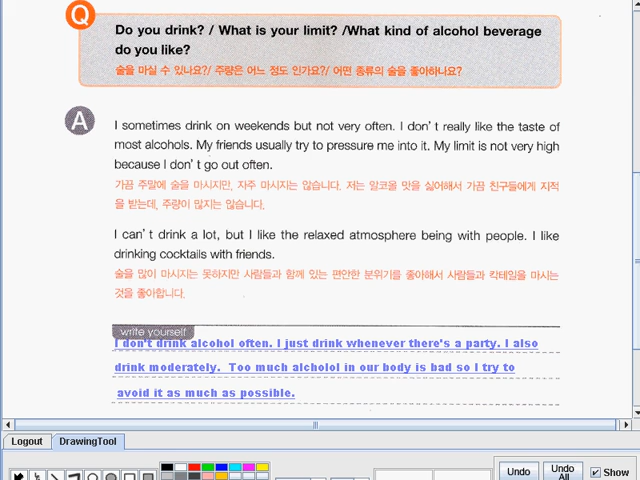 Q
Do you drink? / What is your limit? /What kind of alcohol beverage
do you like?
술을 마실 수 있나요?/ 주량은 어느 정도 인가요?/ 어떤 종류의 술을 좋아하나요?
A
I sometimes drink on weekends but not very often. I don't really like the taste of
most alcohols. My friends usually try to pressure me into it. My limit is not very high
because I don't go out often.
가끔 주말에 술을 마시지만, 자주 마시지는 않습니다. 저는 알코올 맛을 싫어해서 가끔 친구들에게 지적
을 받는데, 주량이 많지는 않습니다.
I can't drink a lot, but I like the relaxed atmosphere being with people. I like
drinking cocktails with friends.
술을 많이 마시지는 못하지만 사람들과 함께 있는 편안한 분위기를 좋아해서 사람들과 칵테일을 마시는
것을 좋아합니다.
write yourself
I don't drink alcohol often. I just drink whenever there's a party. I also
drink moderately. Too much alcholol in our body is bad so I try to
avoid it as much as possible.
Logout DrawingTool
Undo Undo All Show